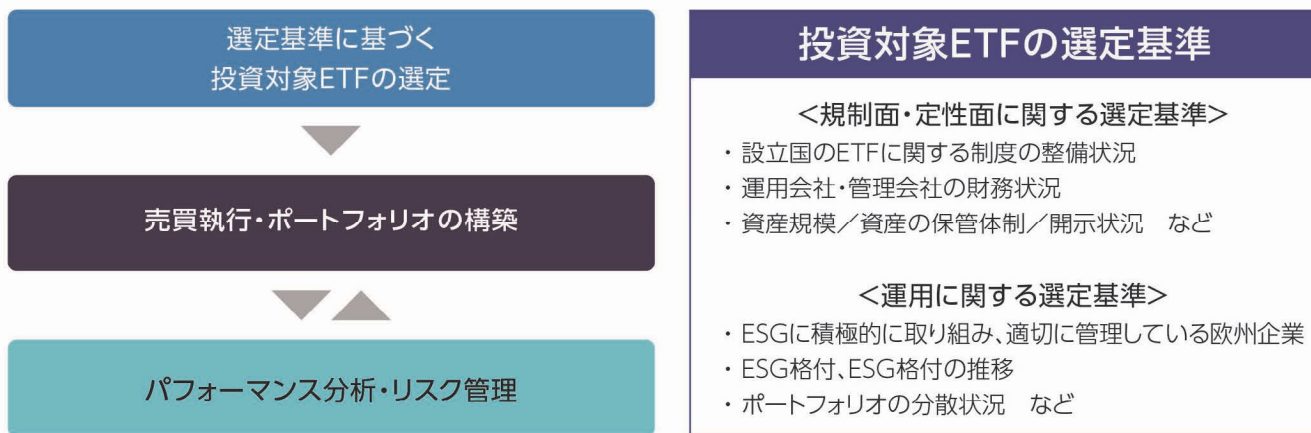 選定基準に基づく
投資対象ETFの選定
売買執行・ポートフォリオの構築
パフォーマンス分析・リスク管理
投資対象ETFの選定基準
＜規制面・定性面に関する選定基準＞
・設立国のETFに関する制度の整備状況
・運用会社・管理会社の財務状況
・資産規模／資産の保管体制／開示状況　など
＜運用に関する選定基準＞
・ESGに積極的に取り組み、適切に管理している欧州企業
・ESG格付、ESG格付の推移
・ポートフォリオの分散状況　など